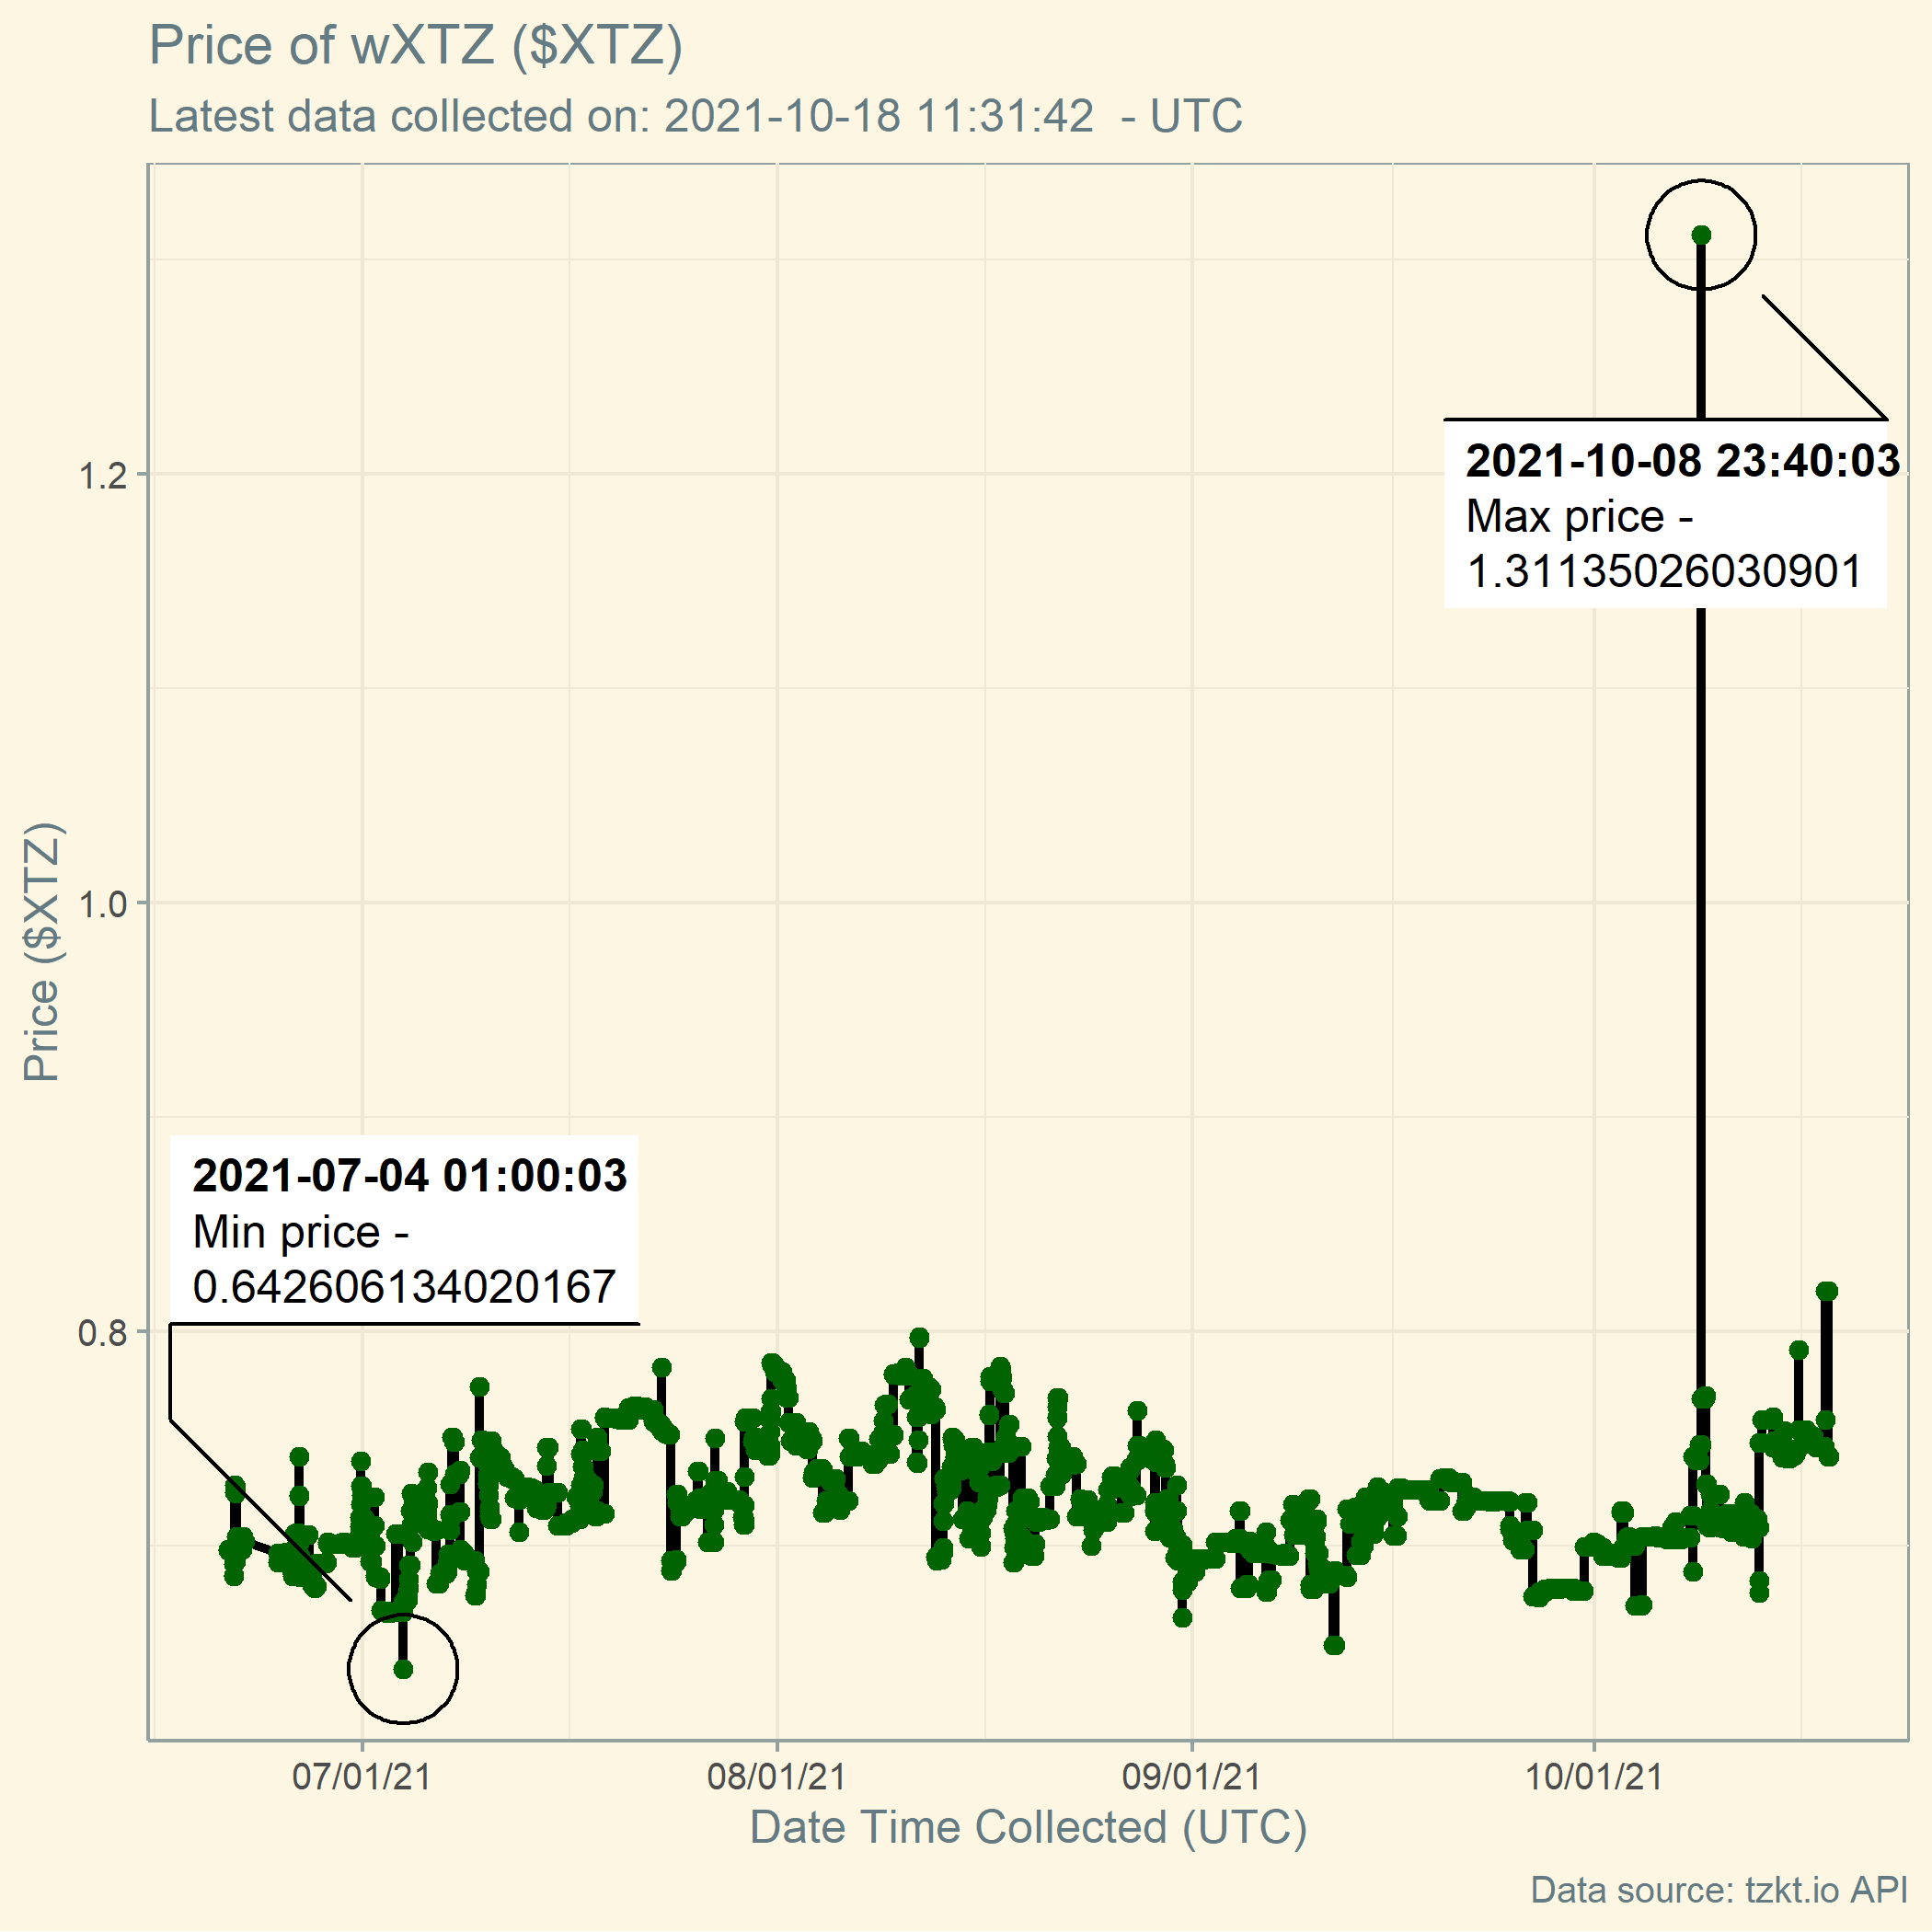 Price of wXTZ ($XTZ)
Latest data collected on: 2021-10-18 11:31:42  - UTC
2021-10-08 23:40:03
Max price -
1.31135026030901
2021-07-04 01:00:03
Min price -
0.642606134020167
Price ($XTZ)
1.2
1.0
0.8
07/01/21
08/01/21
09/01/21
10/01/21
Date Time Collected (UTC)
Data source: tzkt.io API